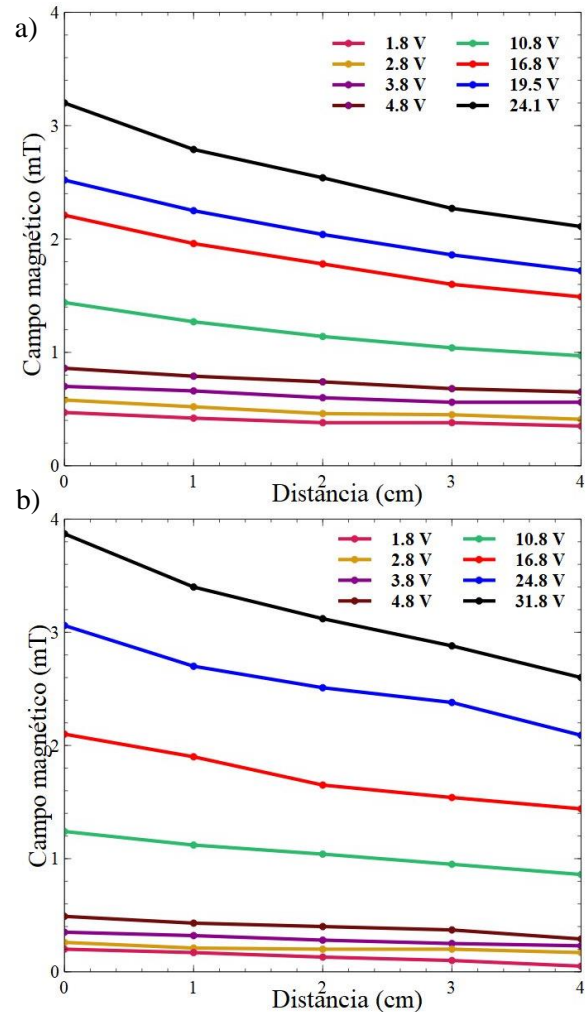 a)
4
3
2
1
0
Campo magnético (mT)
1.8 V 10.8 V
2.8 V 16.8 V
3.8 V 19.5 V
4.8 V 24.1 V
0 1 2 3 4
Distância (cm)
b)
4
3
2
1
0
Campo magnético (mT)
1.8 V 10.8 V
2.8 V 16.8 V
3.8 V 24.8 V
4.8 V 31.8 V
0 1 2 3 4
Distância (cm)